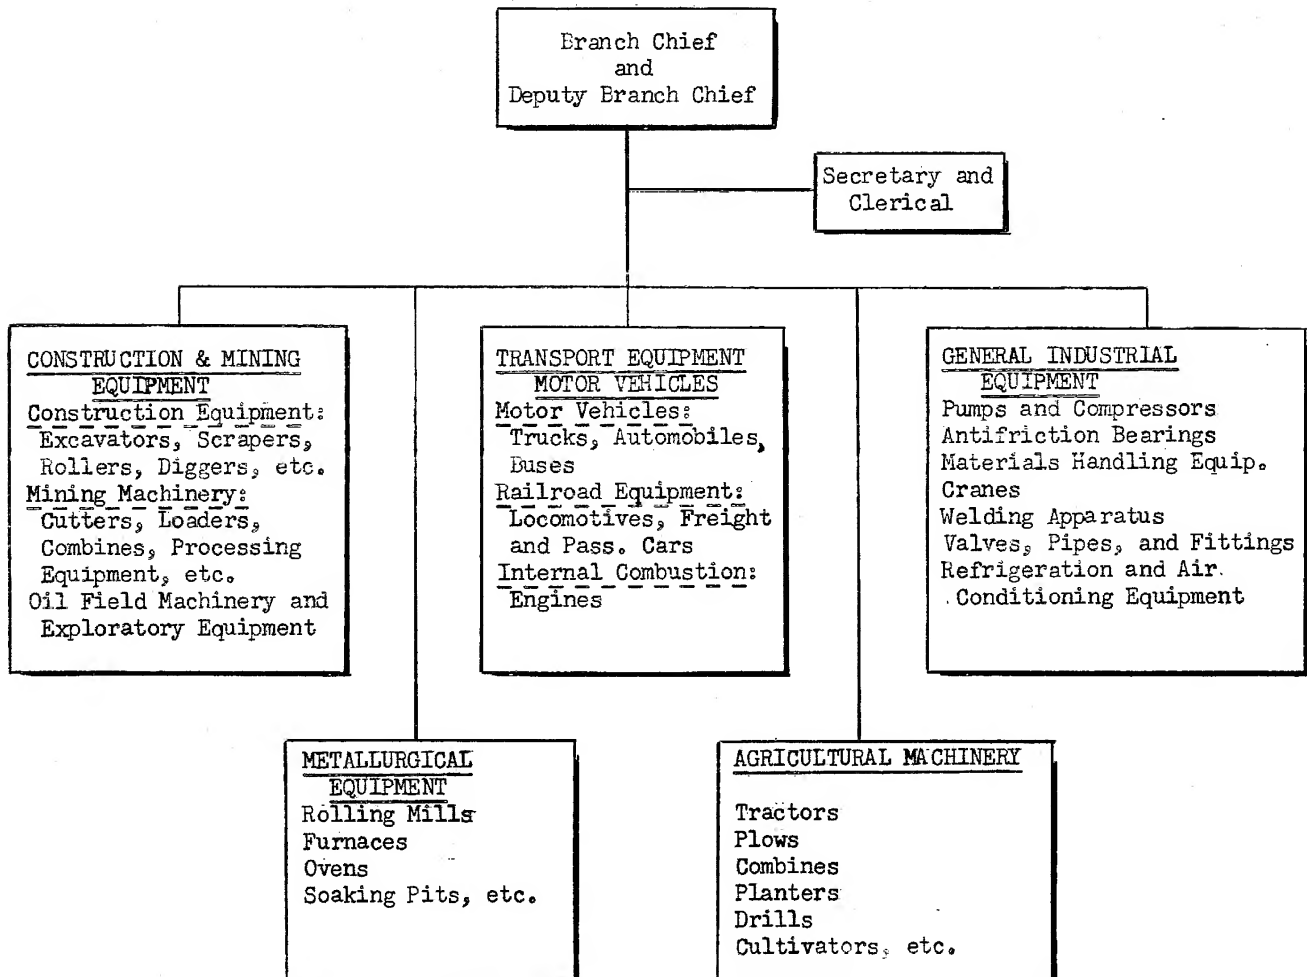 Branch Chief
and
Deputy Branch Chief
Secretary and
Clerical
CONSTRUCTION & MINING
EQUIPMENT
Construction Equipment:
Excavators, Scrapers,
Rollers, Diggers, etc.
Mining Machinery:
Cutters, Loaders,
Combines, Processing
Equipment, etc.
Oil Field Machinery and
Exploratory Equipment
TRANSPORT EQUIPMENT
MOTOR VEHICLES
Motor Vehicles:
Trucks, Automobiles,
Buses
Railroad Equipment:
Locomotives, Freight
and Pass. Cars
Internal Combustion:
Engines
GENERAL INDUSTRIAL
EQUIPMENT
Pumps and Compressors
Antifriction Bearings
Materials Handling Equip.
Cranes
Welding Apparatus
Valves, Pipes, and Fittings
Refrigeration and Air
Conditioning Equipment
METALLURGICAL
EQUIPMENT
Rolling Mills
Furnaces
Ovens
Soaking Pits, etc.
AGRICULTURAL MACHINERY
Tractors
Plows
Combines
Planters
Drills
Cultivators, etc.